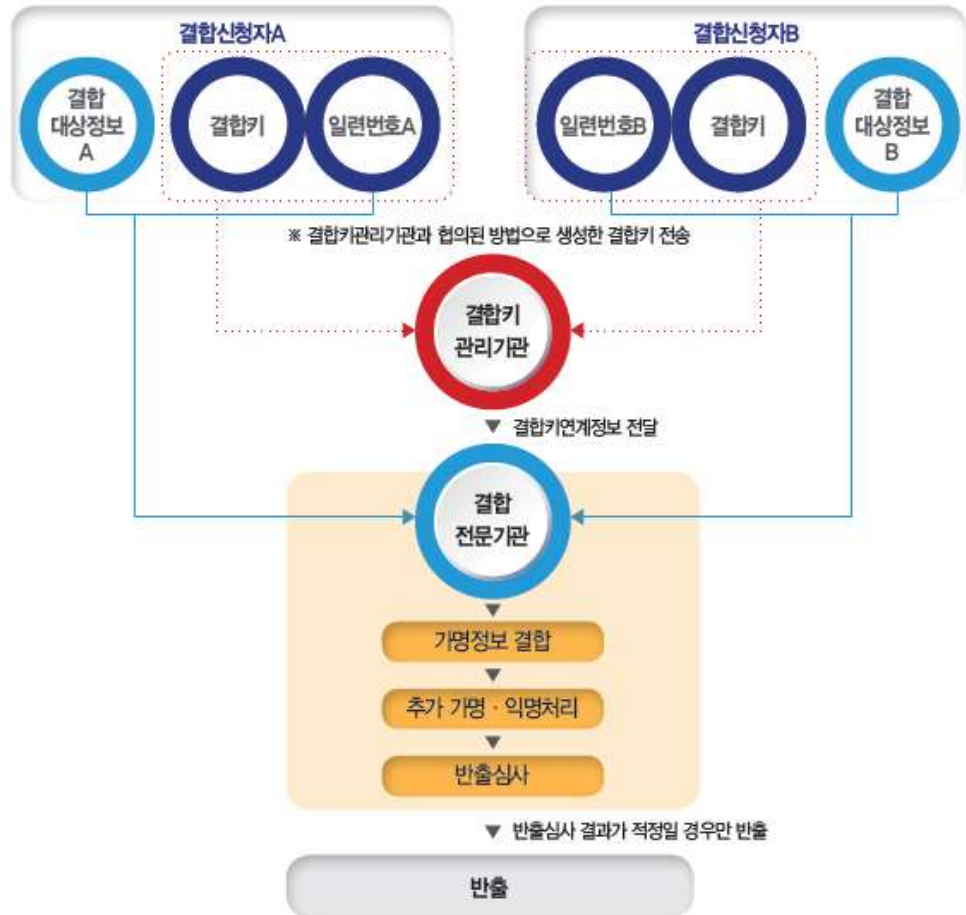 결합신청자A
결합
대상정보
A
결합키
일련번호A
결합신청자B
일련번호B
결합키
결합
대상정보
B
※ 결합키관리기관과 협의된 방법으로 생성한 결합키 전송
결합키
관리기관
▼ 결합키연계정보 전달
결합
전문기관
가명정보 결합
추가 가명 · 익명처리
반출심사
▼ 반출심사 결과가 적정일 경우만 반출
반출